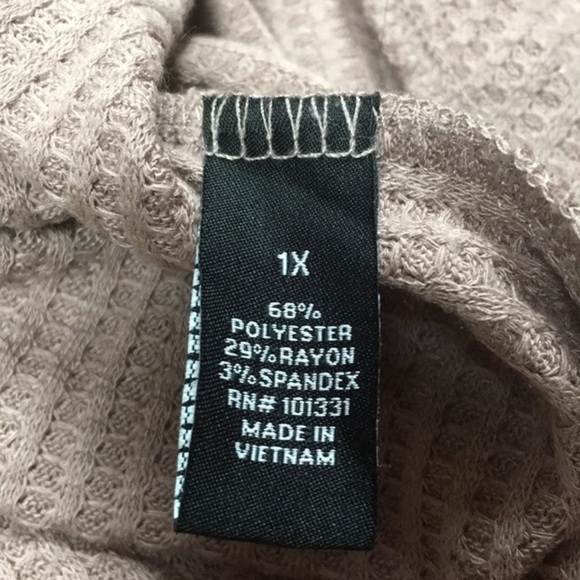 1X
68%
POLYESTER
29% RAYON
3% SPANDEX
RN# 101331
MADE IN
VIETNAM